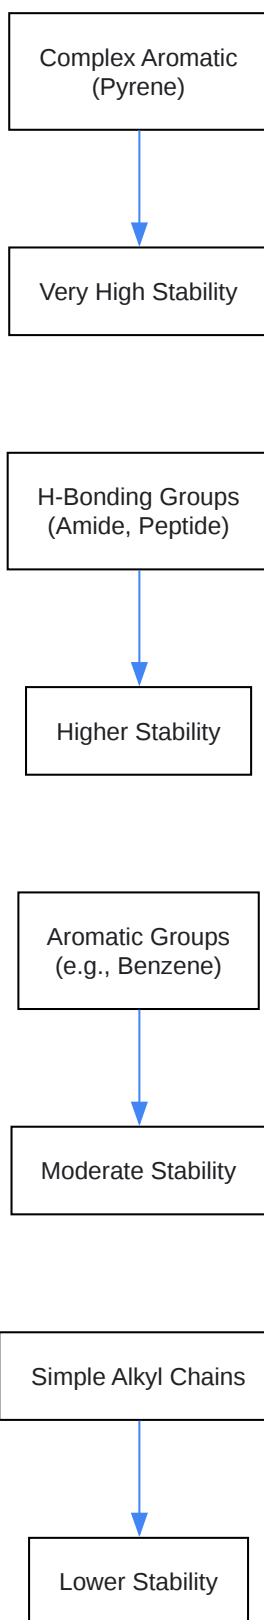 Complex Aromatic
(Pyrene)
Very High Stability
H-Bonding Groups
(Amide, Peptide)
Higher Stability
Aromatic Groups
(e.g., Benzene)
Moderate Stability
Simple Alkyl Chains
Lower Stability